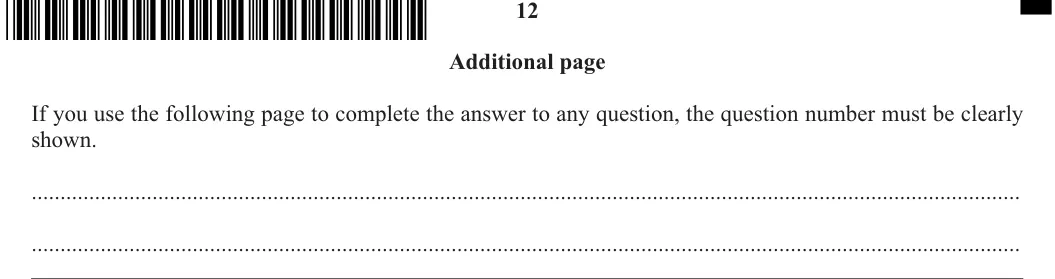 12
Additional page
If you use the following page to complete the answer to any question, the question number must be clearly
shown.